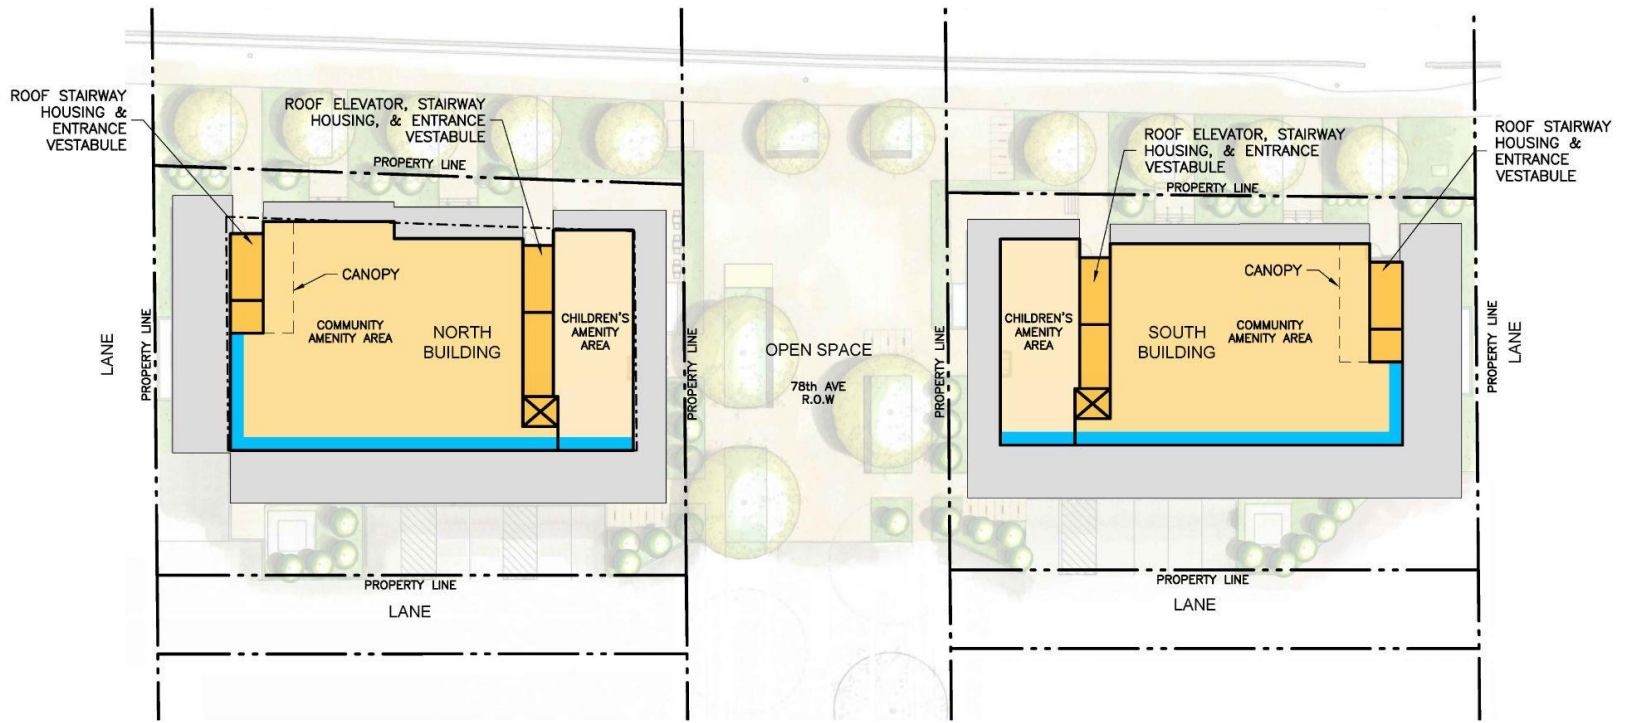 ROOF STAIRWAY
HOUSING &
ENTRANCE
VESTABULE
ROOF ELEVATOR, STAIRWAY
HOUSING, & ENTRANCE
VESTABULE
PROPERTY LINE
ROOF ELEVATOR, STAIRWAY
HOUSING, & ENTRANCE
VESTABULE
PROPERTY LINE
ROOF STAIRWAY
HOUSING &
ENTRANCE
VESTABULE
LANE
PROPERTY LINE
CANOPY
COMMUNITY
AMENITY AREA
NORTH
BUILDING
CHILDREN'S
AMENITY
AREA
PROPERTY LINE
OPEN SPACE
78th AVE
R.O.W
PROPERTY LINE
CHILDREN'S
AMENITY
AREA
SOUTH
BUILDING
CANOPY
COMMUNITY
AMENITY AREA
PROPERTY LINE
LANE
PROPERTY LINE
LANE
PROPERTY LINE
LANE